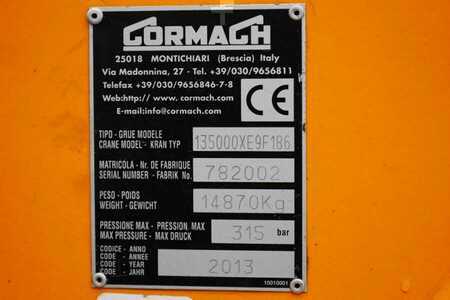 CORMACH
25018 MONTICHIARI (Brescia) Italy
Via Madonnina, 27 - Tel. +39/030/9656811
Telefax +39/030/9656846-7-8
Web:http://www.cormach.com
E-mail:info@cormach.com
CE
TIPO - GRUE MODELE
CRANE MODEL - KRAN TYP
135000XE9F186
MATRICOLA - Nr. DE FABRIQUE
SERIAL NUMBER - FABRIK No.
782002
PESO - POIDS
WEIGHT - GEWICHT
14870Kg
PRESSIONE MAX - PRESSION. MAX
MAX PRESSURE - MAX DRUCK
315 bar
CODICE - ANNO
CODE - ANNEE
CODE - YEAR
CODE - JAHR
2013
10010001